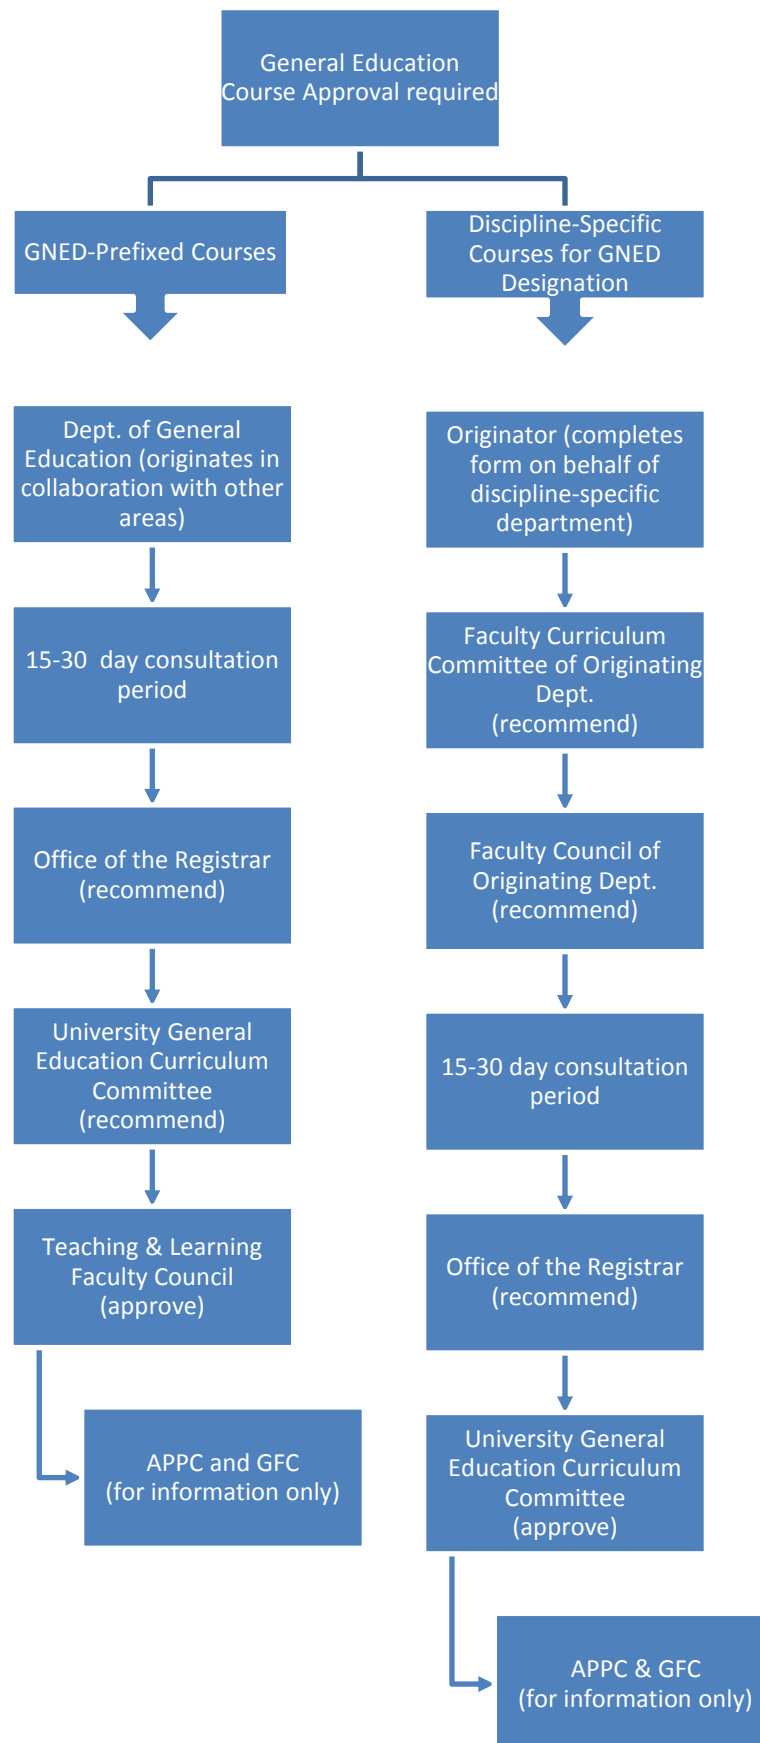 General Education
Course Approval required
GNED-Prefixed Courses
Dept. of General
Education (originates in
collaboration with other
areas)
15-30  day consultation
period
Office of the Registrar
(recommend)
University General
Education Curriculum
Committee
(recommend)
Teaching & Learning
Faculty Council
(approve)
APPC and GFC
(for information only)
Discipline-Specific
Courses for GNED
Designation
Originator (completes
form on behalf of
discipline-specific
department)
Faculty Curriculum
Committee of Originating
Dept.
(recommend)
Faculty Council of
Originating Dept.
(recommend)
15-30 day consultation
period
Office of the Registrar
(recommend)
University General
Education Curriculum
Committee
(approve)
APPC & GFC
(for information only)